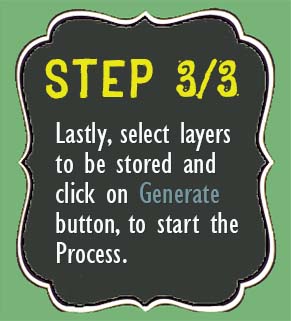 STEP 3/3
Lastly, select layers
to be stored and
click on Generate
button, to start the
Process.